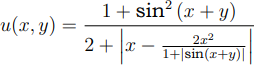 u(x, y) = \frac{1 + \sin^2 (x + y)}{2 + \left| x - \frac{2x^2}{1+|\sin(x+y)|} \right|}